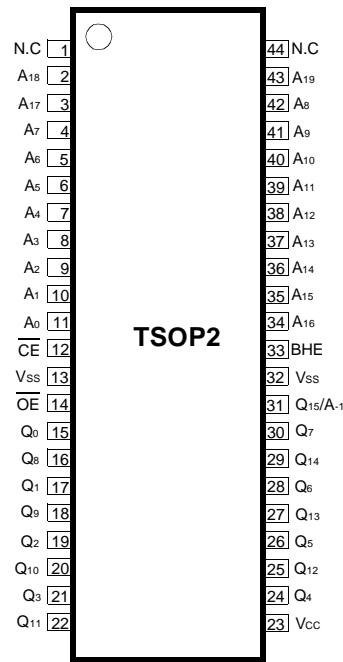 N.C 1 44 N.C
A18 2 43 A19
A17 3 42 A8
A7 4 41 A9
A6 5 40 A10
A5 6 39 A11
A4 7 38 A12
A3 8 37 A13
A2 9 36 A14
A1 10 35 A15
A0 11 34 A16
TSOP2
C̅E̅ 12 33 BHE
VSS 13 32 VSS
O̅E̅ 14 31 Q15/A-1
Q0 15 30 Q7
Q8 16 29 Q14
Q1 17 28 Q6
Q9 18 27 Q13
Q2 19 26 Q5
Q10 20 25 Q12
Q3 21 24 Q4
Q11 22 23 VCC